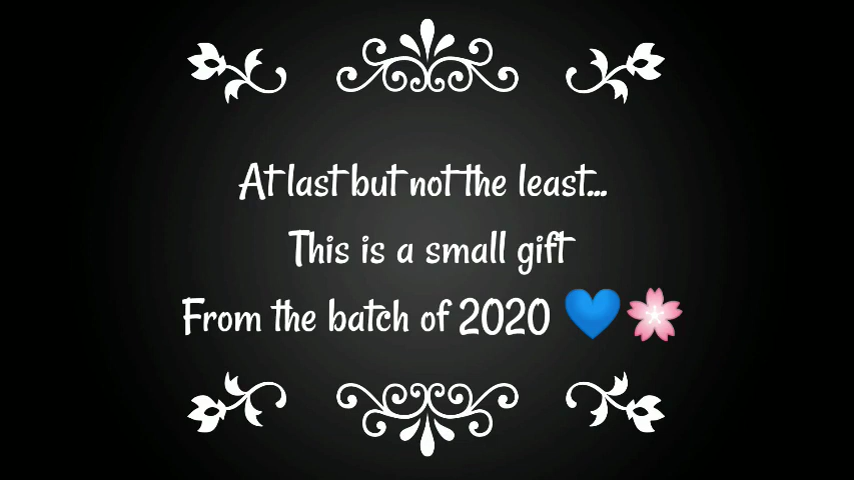 At last but not the least...
This is a small gift
From the batch of 2020 💙🌸